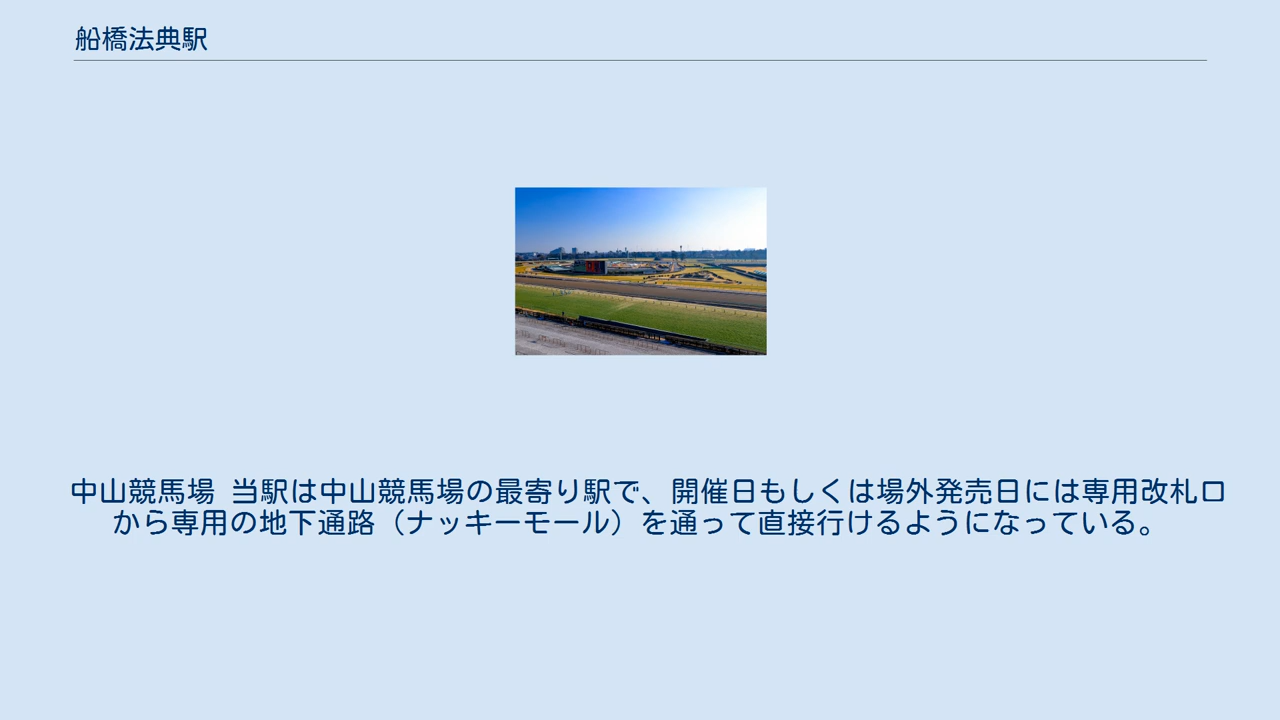 船橋法典駅
中山競馬場 当駅は中山競馬場の最寄り駅で、開催日もしくは場外発売日には専用改札口
から専用の地下通路（ナッキーモール）を通って直接行けるようになっている。